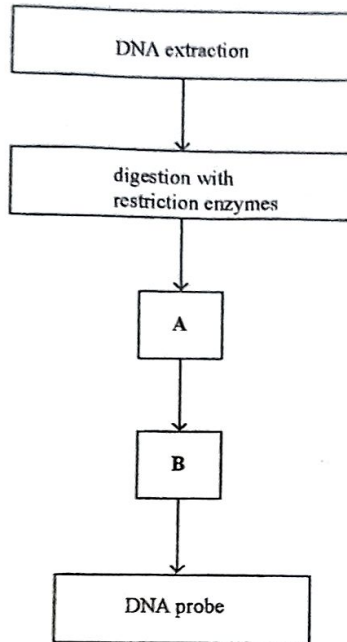 DNA extraction
digestion with
restriction enzymes
A
B
DNA probe